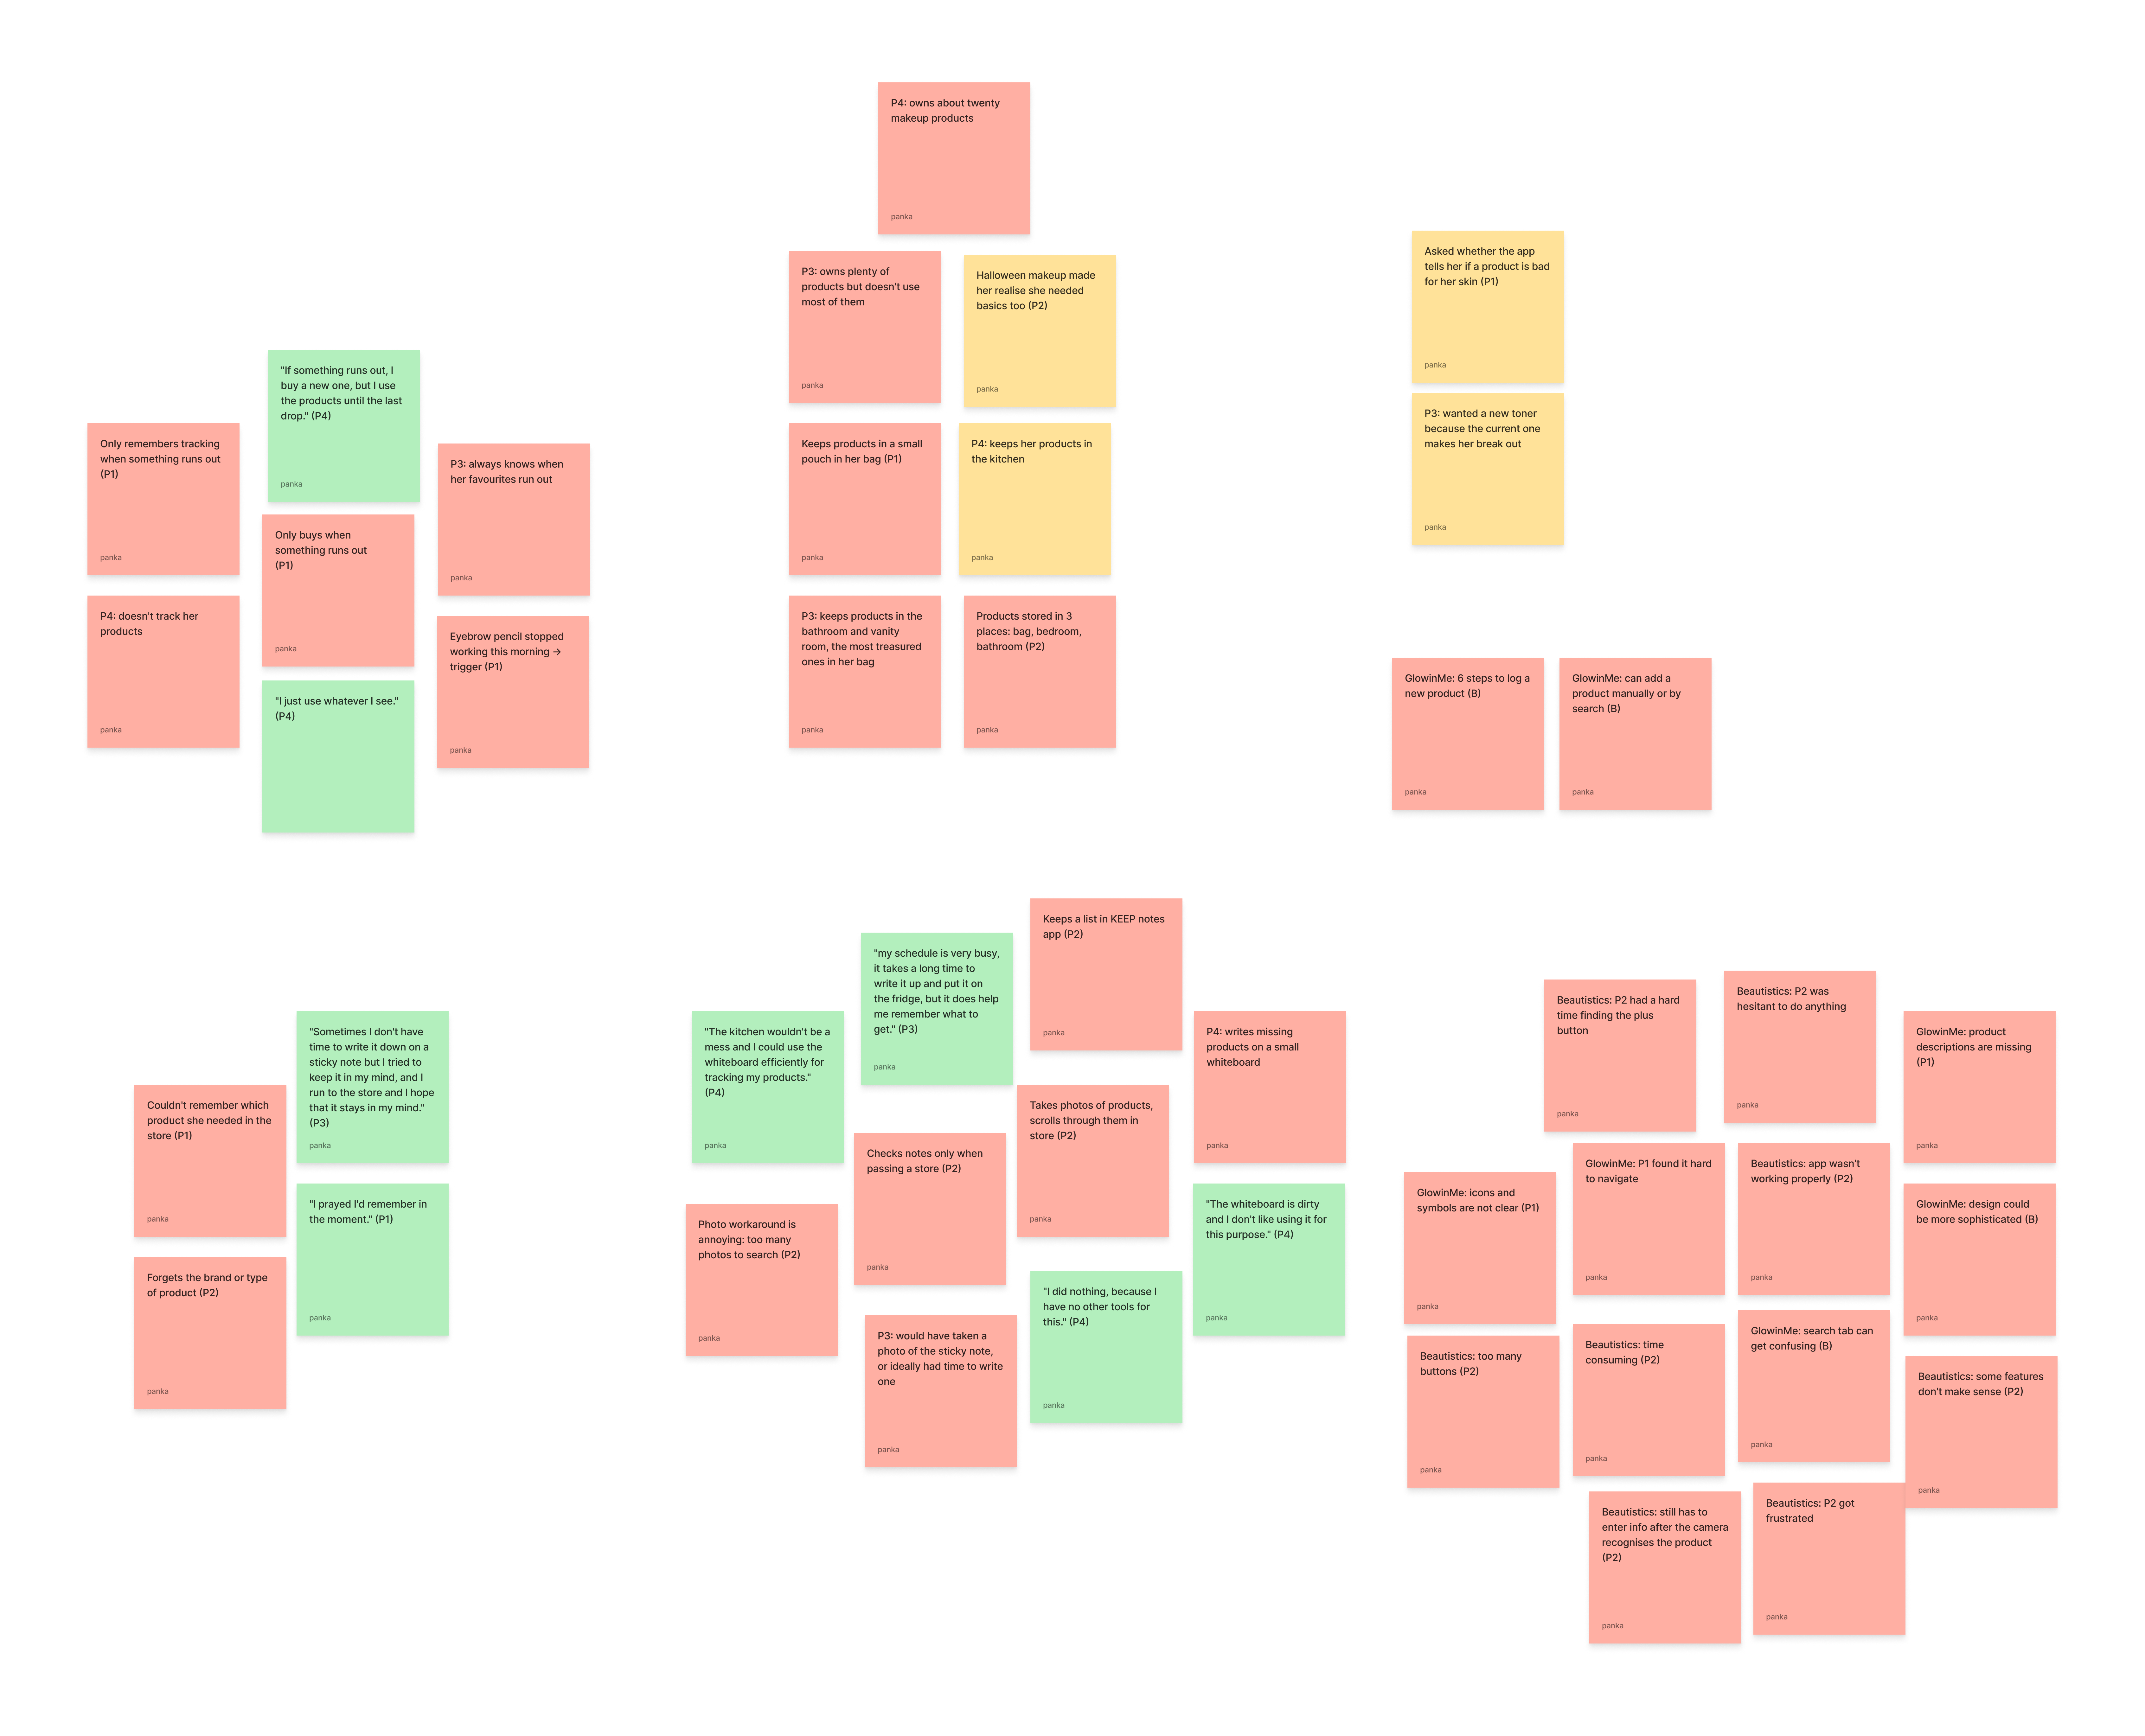 P4: owns about twenty
makeup products
panka
P3: owns plenty of
products but doesn't use
most of them
panka
Halloween makeup made
her realise she needed
basics too (P2)
panka
Keeps products in a small
pouch in her bag (P1)
panka
P4: keeps her products in
the kitchen
panka
P3: keeps products in the
bathroom and vanity
room, the most treasured
ones in her bag
panka
Products stored in 3
places: bag, bedroom,
bathroom (P2)
panka
Asked whether the app
tells her if a product is bad
for her skin (P1)
panka
P3: wanted a new toner
because the current one
makes her break out
panka
"If something runs out, I
buy a new one, but I use
the products until the last
drop." (P4)
panka
Only remembers tracking
when something runs out
(P1)
panka
P3: always knows when
her favourites run out
panka
Only buys when
something runs out
(P1)
panka
P4: doesn't track her
products
panka
Eyebrow pencil stopped
working this morning →
trigger (P1)
panka
"I just use whatever I see."
(P4)
GlowinMe: 6 steps to log a
new product (B)
panka
GlowinMe: can add a
product manually or by
search (B)
panka
"Sometimes I don't have
time to write it down on a
sticky note but I tried to
keep it in my mind, and I
run to the store and I hope
that it stays in my mind."
(P3)
panka
Couldn't remember which
product she needed in the
store (P1)
panka
"I prayed I'd remember in
the moment." (P1)
panka
Forgets the brand or type
of product (P2)
panka
Keeps a list in KEEP notes
app (P2)
panka
"my schedule is very busy,
it takes a long time to
write it up and put it on
the fridge, but it does help
me remember what to
get." (P3)
panka
"The kitchen wouldn't be a
mess and I could use the
whiteboard efficiently for
tracking my products."
(P4)
panka
P4: writes missing
products on a small
whiteboard
panka
Takes photos of products,
scrolls through them in
store (P2)
panka
Checks notes only when
passing a store (P2)
panka
Photo workaround is
annoying: too many
photos to search (P2)
panka
"The whiteboard is dirty
and I don't like using it for
this purpose." (P4)
panka
"I did nothing, because I
have no other tools for
this." (P4)
panka
P3: would have taken a
photo of the sticky note,
or ideally had time to write
one
panka
Beautistics: P2 had a hard
time finding the plus
button
panka
Beautistics: P2 was
hesitant to do anything
panka
GlowinMe: product
descriptions are missing
(P1)
panka
GlowinMe: icons and
symbols are not clear (P1)
panka
GlowinMe: P1 found it hard
to navigate
panka
Beautistics: app wasn't
working properly (P2)
panka
GlowinMe: design could
be more sophisticated (B)
panka
Beautistics: too many
buttons (P2)
panka
Beautistics: time
consuming (P2)
panka
GlowinMe: search tab can
get confusing (B)
panka
Beautistics: some features
don't make sense (P2)
panka
Beautistics: still has to
enter info after the camera
recognises the product
(P2)
panka
Beautistics: P2 got
frustrated
panka